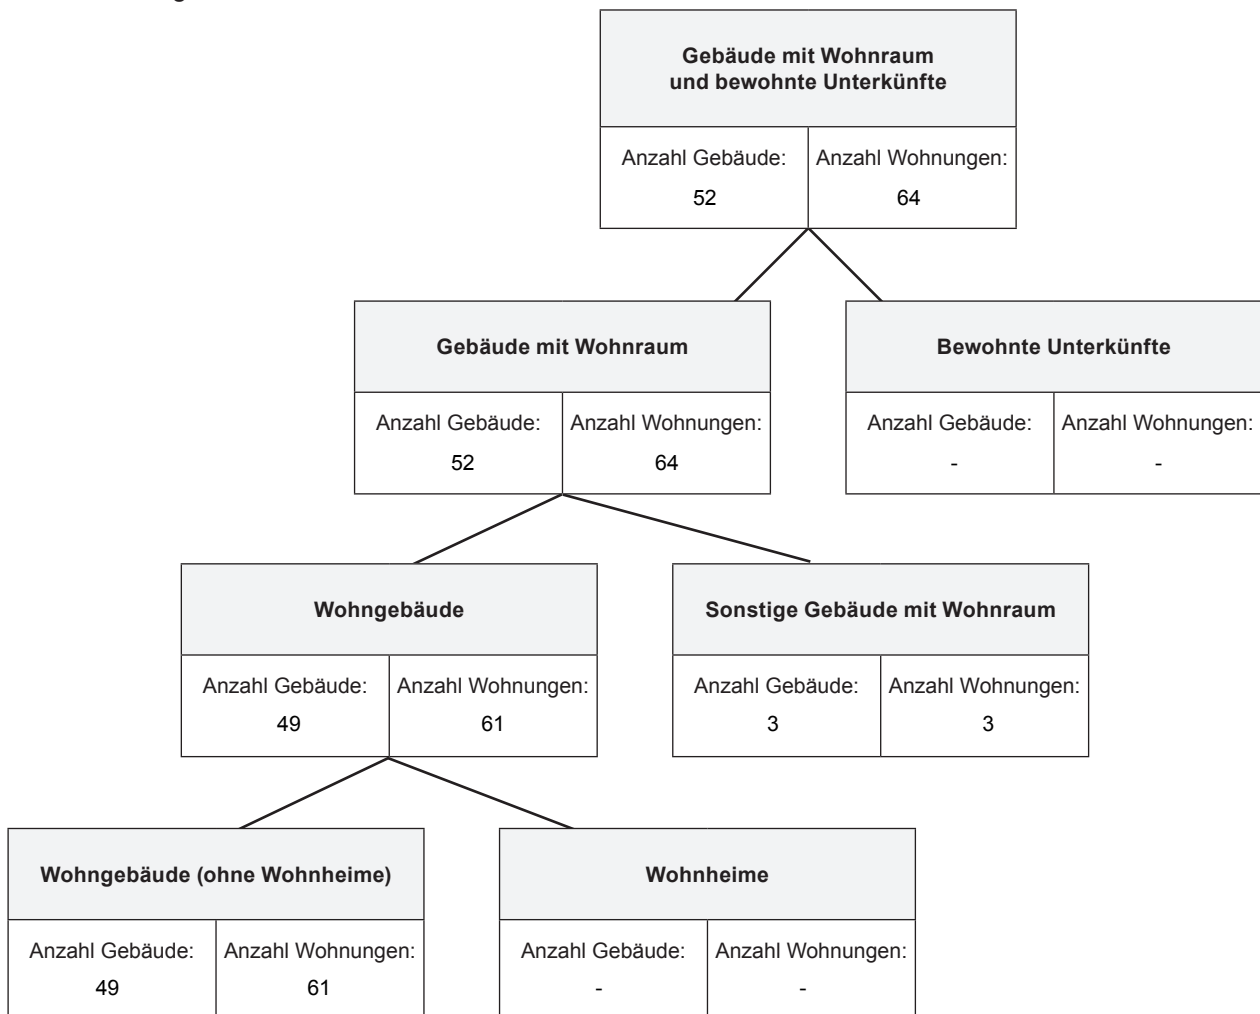 Gebäude mit Wohnraum
und bewohnte Unterkünfte
Anzahl Gebäude: Anzahl Wohnungen:
52 64
Gebäude mit Wohnraum
Anzahl Gebäude: Anzahl Wohnungen:
52 64
Bewohnte Unterkünfte
Anzahl Gebäude: Anzahl Wohnungen:
- -
Wohngebäude
Anzahl Gebäude: Anzahl Wohnungen:
49 61
Sonstige Gebäude mit Wohnraum
Anzahl Gebäude: Anzahl Wohnungen:
3 3
Wohngebäude (ohne Wohnheime)
Anzahl Gebäude: Anzahl Wohnungen:
49 61
Wohnheime
Anzahl Gebäude: Anzahl Wohnungen:
- -